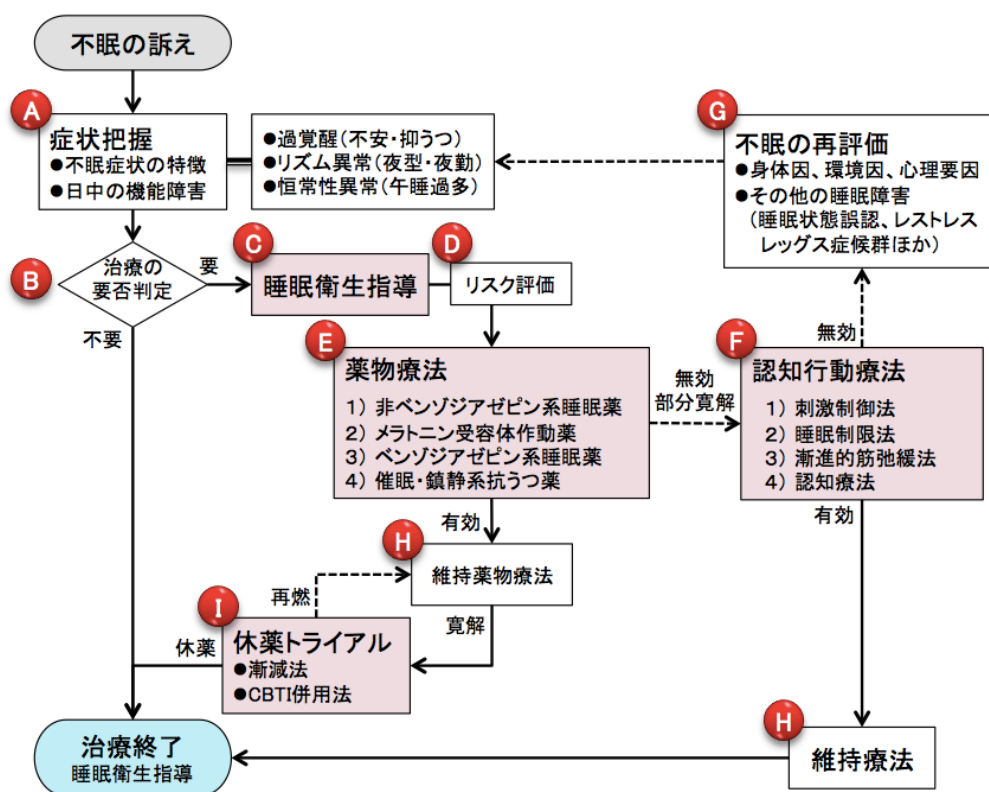 不眠の訴え
A
症状把握
●不眠症状の特徴
●日中の機能障害
●過覚醒(不安・抑うつ)
●リズム異常(夜型・夜勤)
●恒常性異常(午睡過多)
G
不眠の再評価
●身体因、環境因、心理要因
●その他の睡眠障害
(睡眠状態誤認、レストレス
レッグス症候群ほか)
B
治療の
要否判定
要
不要
C
睡眠衛生指導
D
リスク評価
E
薬物療法
1) 非ベンゾジアゼピン系睡眠薬
2) メラトニン受容体作動薬
3) ベンゾジアゼピン系睡眠薬
4) 催眠・鎮静系抗うつ薬
無効
部分寛解
無効
F
認知行動療法
1) 刺激制御法
2) 睡眠制限法
3) 漸進的筋弛緩法
4) 認知療法
有効
有効
H
維持薬物療法
再燃
寛解
I
休薬トライアル
●漸減法
●CBTI併用法
休薬
治療終了
睡眠衛生指導
H
維持療法